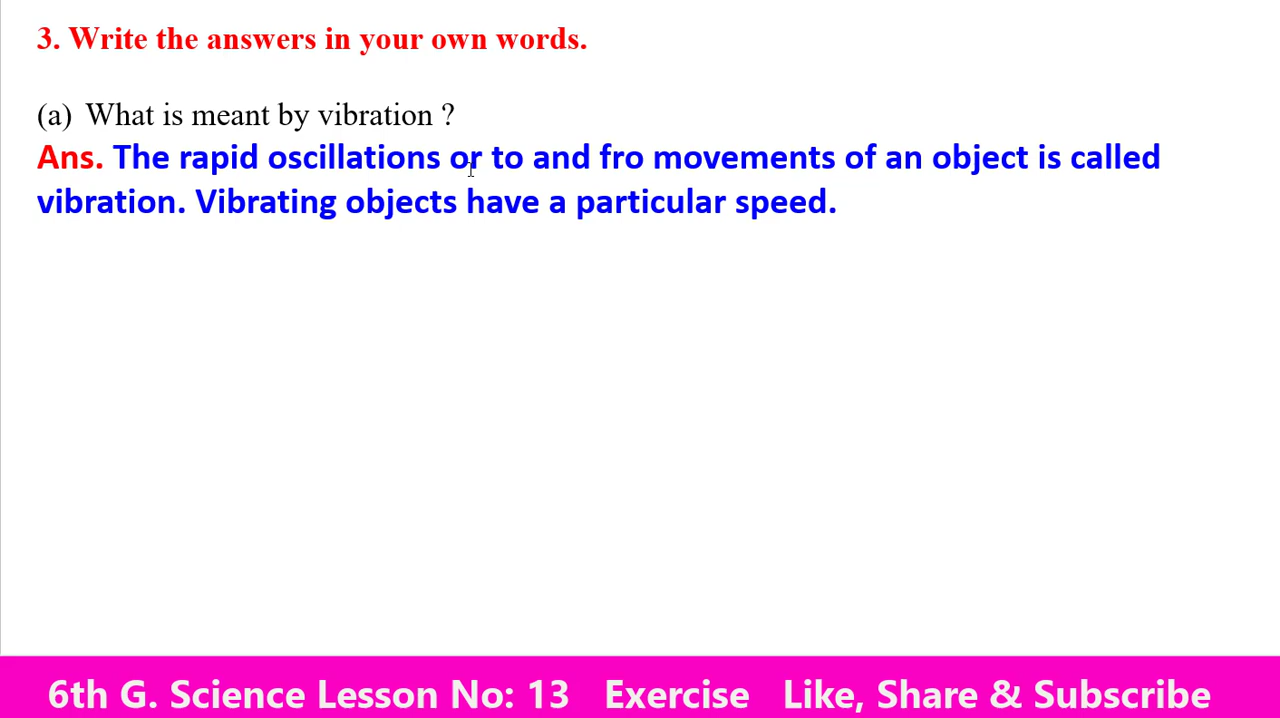 3. Write the answers in your own words.
(a) What is meant by vibration ?
Ans. The rapid oscillations or to and fro movements of an object is called
vibration. Vibrating objects have a particular speed.
6th G. Science Lesson No: 13 Exercise Like, Share & Subscribe